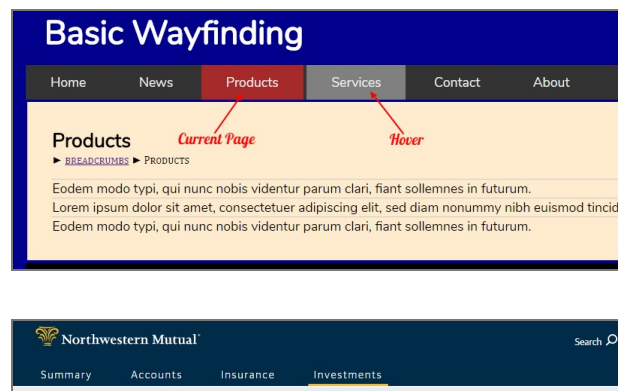 Basic Wayfinding
Home News Products Services Contact About
Products Current Page Hover
► BREADCRUMBS ► PRODUCTS
Eodem modo typi, qui nunc nobis videntur parum clari, fiant sollemnes in futurum.
Lorem ipsum dolor sit amet, consectetuer adipiscing elit, sed diam nonummy nibh euismod tincid
Eodem modo typi, qui nunc nobis videntur parum clari, fiant sollemnes in futurum.
Northwestern Mutual Search
Summary Accounts Insurance Investments